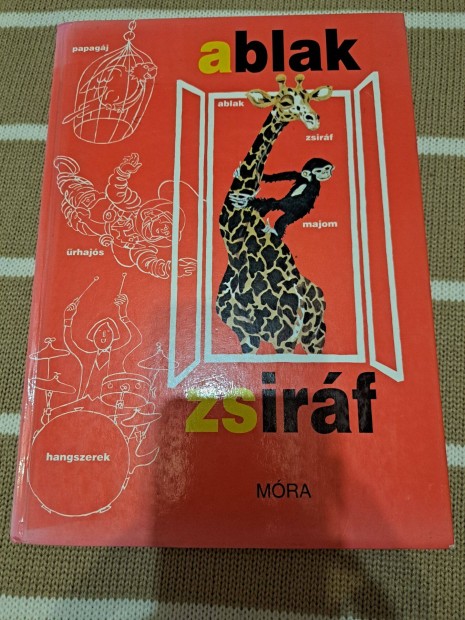 papagáj
ablak
ablak
zsiráf
majom
űrhajós
zsiráf
hangszerek
MÓRA